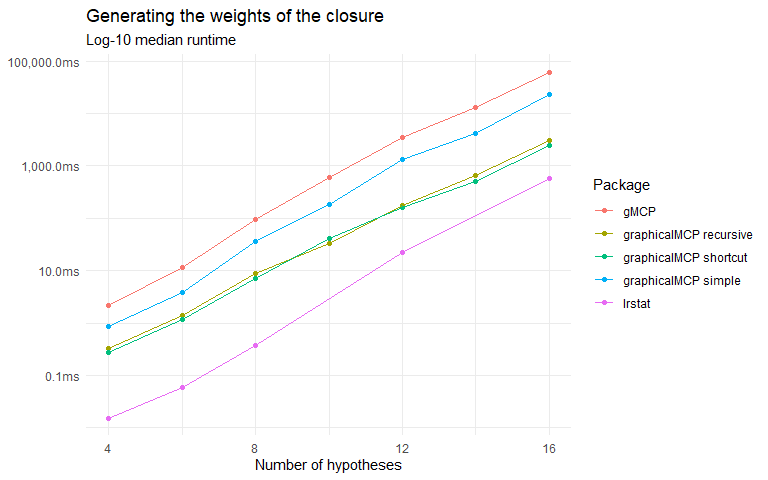 Generating the weights of the closure
Log-10 median runtime
100,000.0ms
1,000.0ms
10.0ms
0.1ms
4
8
12
16
Number of hypotheses
Package
gMCP
graphicalMCP recursive
graphicalMCP shortcut
graphicalMCP simple
lrstat